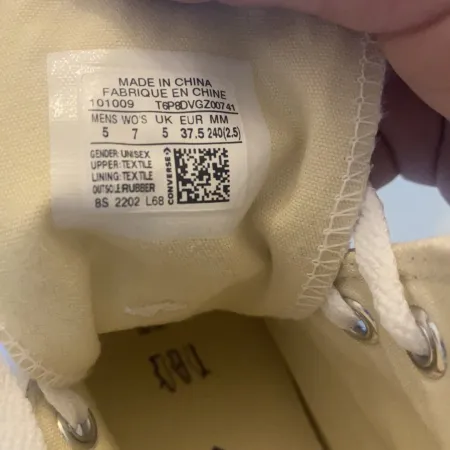 MADE IN CHINA
FABRIQUE EN CHINE
101009 T6P8DVGZ00741
MENS WO'S UK EUR MM
5 7 5 37.5 240(2.5)
GENDER: UNISEX
UPPER: TEXTILE
LINING: TEXTILE
OUTSOLE: RUBBER
8S 2202 L68
CONVERSE